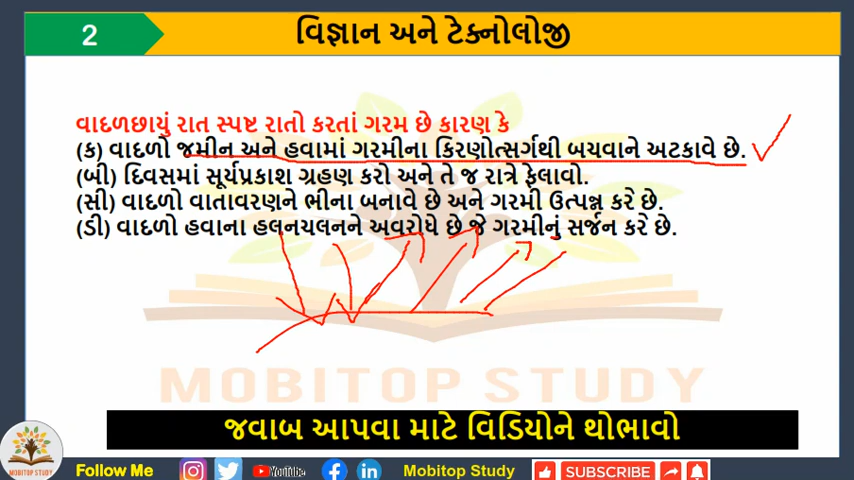 2
વિજ્ઞાન અને ટેક્નોલોજી
વાદળછાયું રાત સ્પષ્ટ રાતો કરતાં ગરમ છે કારણ કે
(ક) વાદળો જમીન અને હવામાં ગરમીના કિરણોત્સર્ગથી બચવાને અટકાવે છે.
(બી) દિવસમાં સૂર્યપ્રકાશ ગ્રહણ કરો અને તે જ રાત્રે ફેલાવો.
(સી) વાદળો વાતાવરણને ભીના બનાવે છે અને ગરમી ઉત્પન્ન કરે છે.
(ડી) વાદળો હવાના હલનચલનને અવરોધે છે જે ગરમીનું સર્જન કરે છે.
MOBITOP STUDY
જવાબ આપવા માટે વિડિયોને થોભાવો
MOBITOP STUDY
Follow Me
YouTube
Mobitop Study
SUBSCRIBE